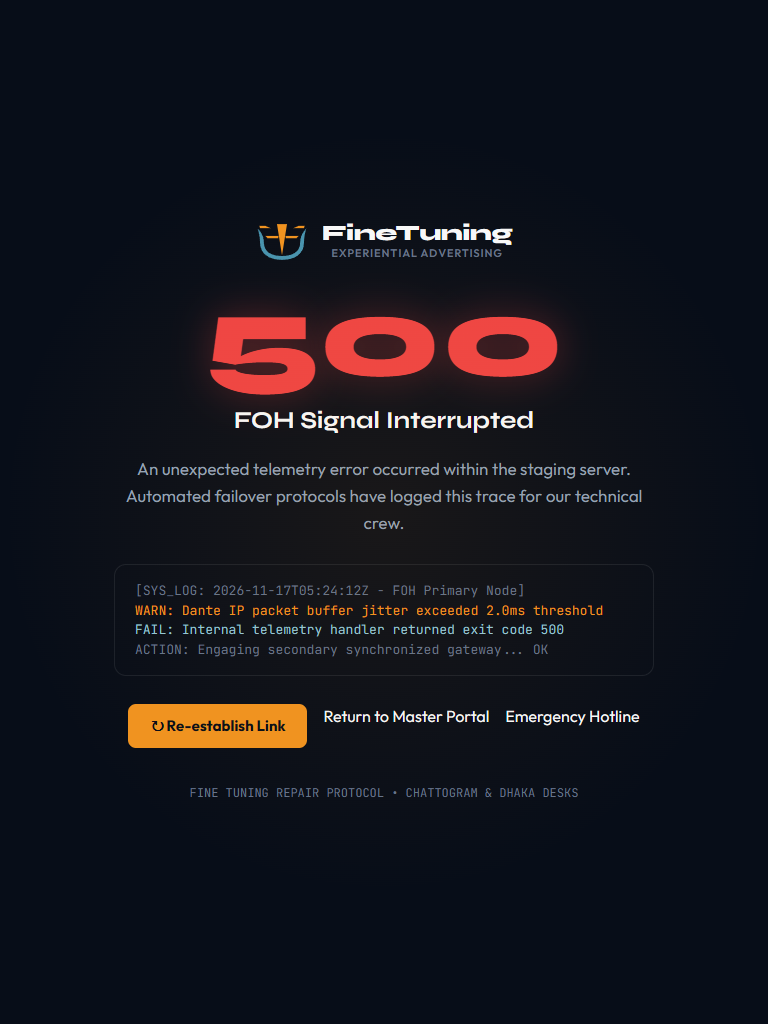 FineTuning
EXPERIENTIAL ADVERTISING
500
FOH Signal Interrupted
An unexpected telemetry error occurred within the staging server.
Automated failover protocols have logged this trace for our technical
crew.
[SYS_LOG: 2026-11-17T05:24:12Z - FOH Primary Node]
WARN: Dante IP packet buffer jitter exceeded 2.0ms threshold
FAIL: Internal telemetry handler returned exit code 500
ACTION: Engaging secondary synchronized gateway... OK
↻ Re-establish Link
Return to Master Portal
Emergency Hotline
FINE TUNING REPAIR PROTOCOL • CHATTOGRAM & DHAKA DESKS